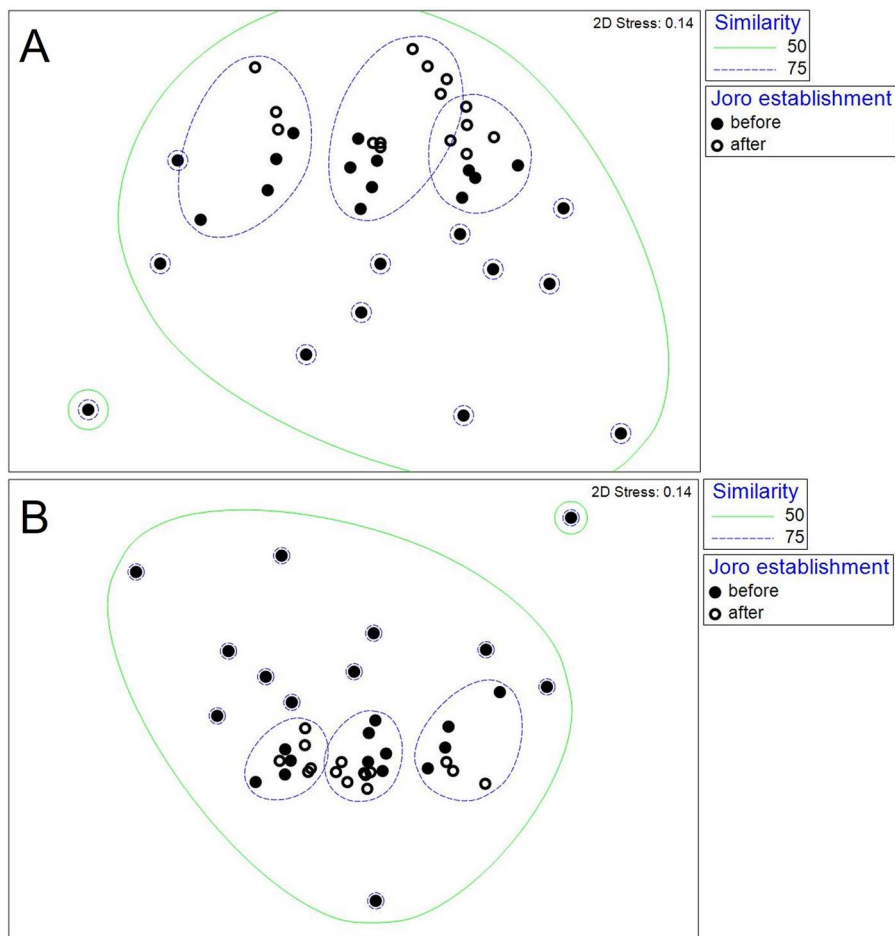 A
2D Stress: 0.14
Similarity
50
75
Joro establishment
before
after
B
2D Stress: 0.14
Similarity
50
75
Joro establishment
before
after